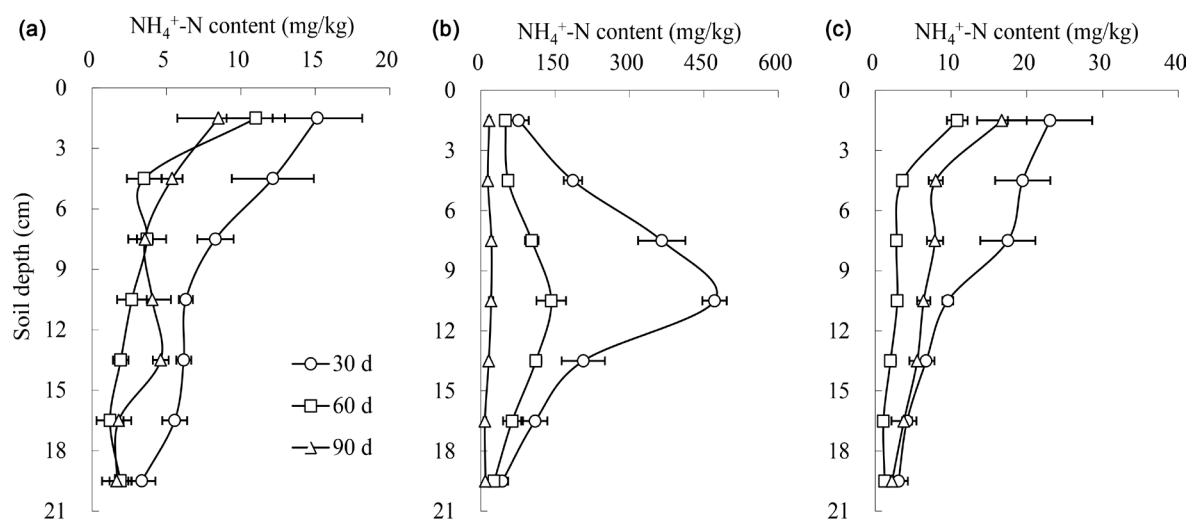 (a) NH₄⁺-N content (mg/kg)
0 5 10 15 20
0
3
6
9
12
15
18
21
Soil depth (cm)
30 d
60 d
90 d
(b) NH₄⁺-N content (mg/kg)
0 150 300 450 600
0
3
6
9
12
15
18
21
(c) NH₄⁺-N content (mg/kg)
0 10 20 30 40
0
3
6
9
12
15
18
21